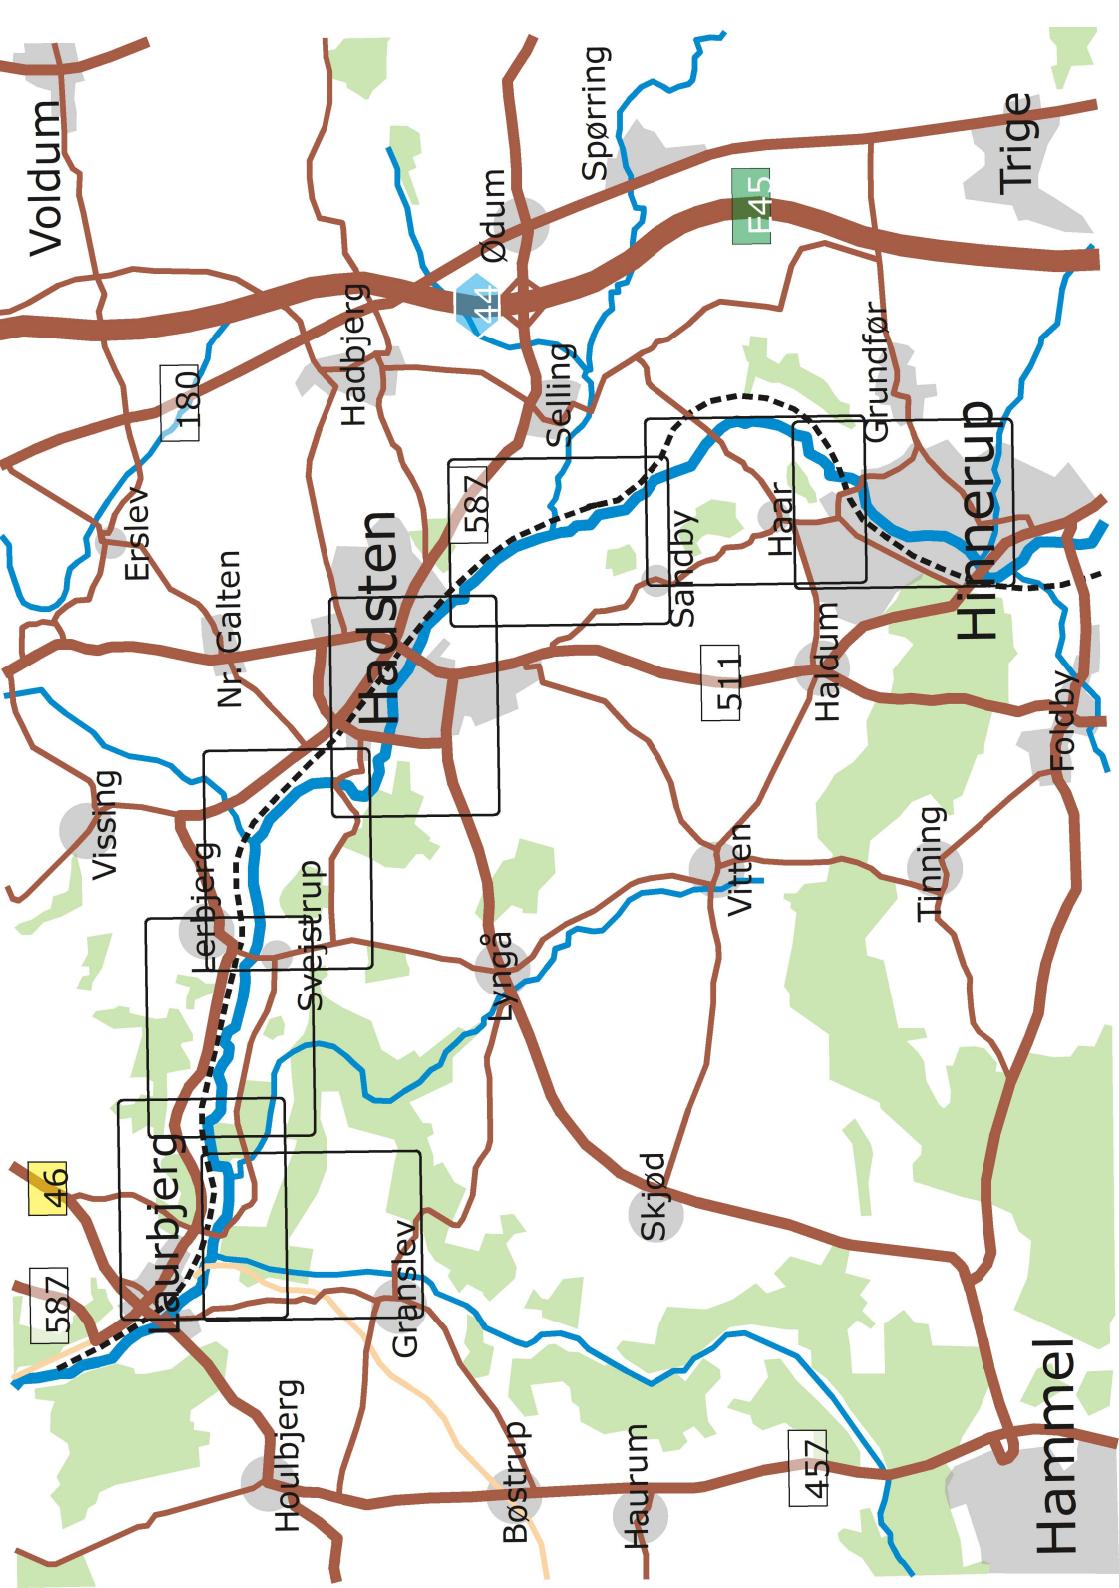 Voldum
587
46
Vissing
Erslev
Laurbjerg
180
Lerbjerg
Nr. Galten
Houlbjerg
Svejstrup
Hadbjerg
Hadsten
Granslev
587
44
Ødum
Lyngå
Bøstrup
Selling
Spørring
Haurum
Skjød
Sandby
511
Vitten
E45
Haar
457
Haldum
Grundfør
Tinning
Hinnerup
Trige
Hammel
Foldby